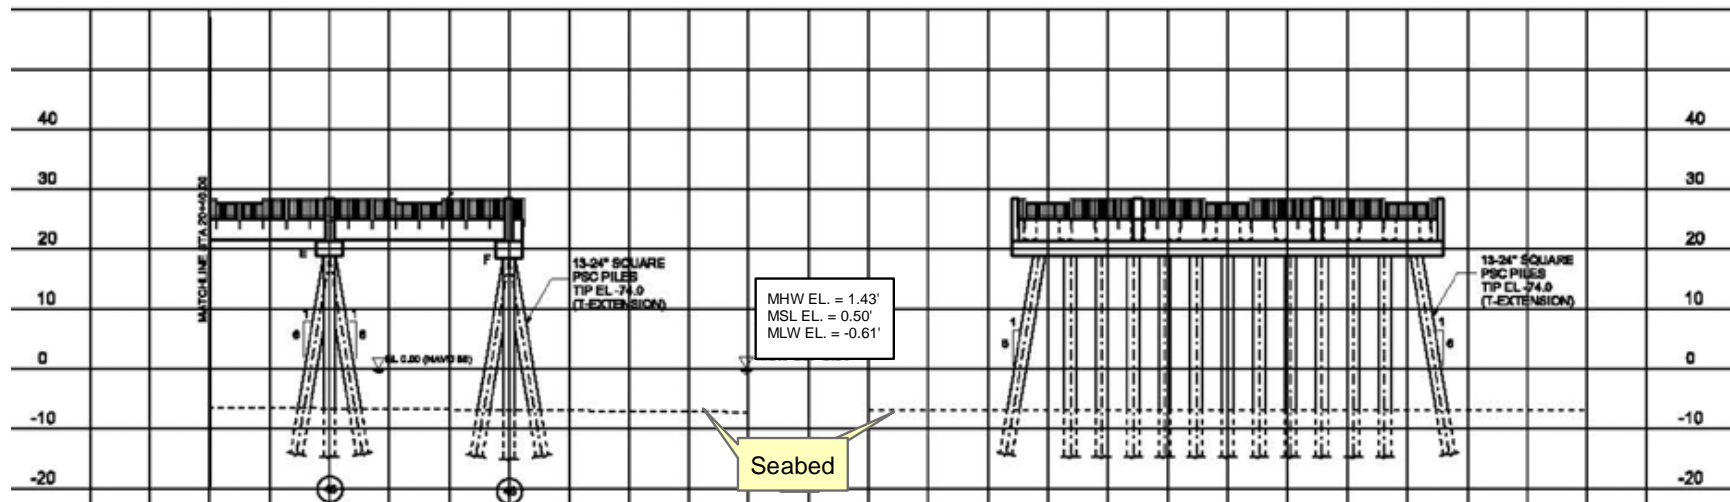 40
30
20
10
0
-10
-20
MATCHLINE STA 20+40.00
E
F
13-24" SQUARE
PSC PILES
TIP EL -74.0
(T-EXTENSION)
1
6
1
6
EL 0.00 (NAVD 88)
MHW EL. = 1.43'
MSL EL. = 0.50'
MLW EL. = -0.61'
Seabed
1
1
6
13-24" SQUARE
PSC PILES
TIP EL -74.0
(T-EXTENSION)
40
30
20
10
0
-10
-20